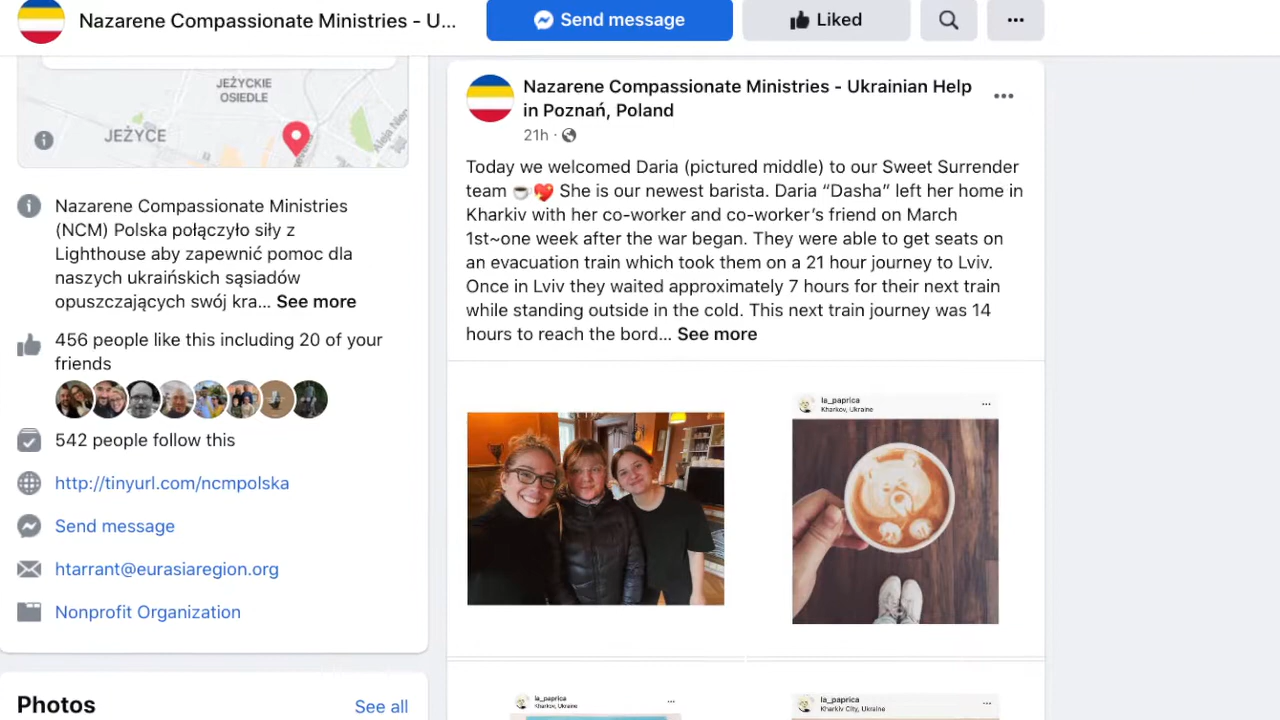 Nazarene Compassionate Ministries - U...
Send message
Liked
JEŻYCKIE
OSIEDLE
JEŻYCE
Nazarene Compassionate Ministries
(NCM) Polska połączyło siły z
Lighthouse aby zapewnić pomoc dla
naszych ukraińskich sąsiadów
opuszczających swój kra... See more
456 people like this including 20 of your
friends
542 people follow this
http://tinyurl.com/ncmpolska
Send message
htarrant@eurasiaregion.org
Nonprofit Organization
Photos
See all
Nazarene Compassionate Ministries - Ukrainian Help
in Poznań, Poland
21h ·
Today we welcomed Daria (pictured middle) to our Sweet Surrender
team ☕💖 She is our newest barista. Daria “Dasha” left her home in
Kharkiv with her co-worker and co-worker’s friend on March
1st~one week after the war began. They were able to get seats on
an evacuation train which took them on a 21 hour journey to Lviv.
Once in Lviv they waited approximately 7 hours for their next train
while standing outside in the cold. This next train journey was 14
hours to reach the bord... See more
la_paprica
Kharkov, Ukraine
la_paprica
Kharkov, Ukraine
la_paprica
Kharkiv City, Ukraine